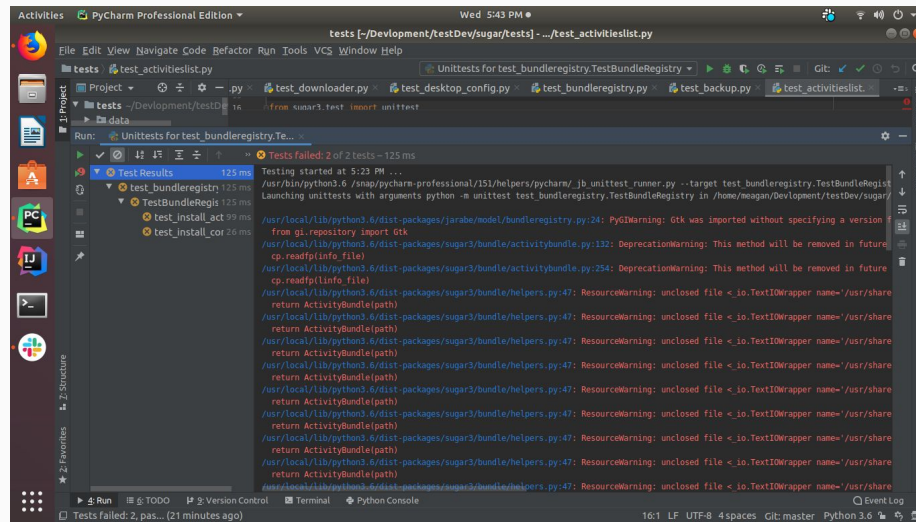 Activities PyCharm Professional Edition Wed 5:43 PM
tests [~/Devlopment/testDev/sugar/tests] - .../test_activitieslist.py
File Edit View Navigate Code Refactor Run Tools VCS Window Help
tests test_activitieslist.py Unittests for test_bundleregistry.TestBundleRegistry Git:
Project .py test_downloader.py test_desktop_config.py test_bundleregistry.py test_backup.py test_activitieslist.
1: Project
tests ~/Devlopment/testDe 16 from sugar3.test import unittest
data
Run: Unittests for test_bundleregistry.Te...
Tests failed: 2 of 2 tests – 125 ms
Test Results 125 ms Testing started at 5:23 PM ...
test_bundleregistr 125 ms /usr/bin/python3.6 /snap/pycharm-professional/151/helpers/pycharm/_jb_unittest_runner.py --target test_bundleregistry.TestBundleRegist
TestBundleRegis 125 ms Launching unittests with arguments python -m unittest test_bundleregistry.TestBundleRegistry in /home/meagan/Devlopment/testDev/sugar/
test_install_act 99 ms /usr/local/lib/python3.6/dist-packages/jarabe/model/bundleregistry.py:24: PyGIWarning: Gtk was imported without specifying a version f
test_install_cor 26 ms from gi.repository import Gtk
/usr/local/lib/python3.6/dist-packages/sugar3/bundle/activitybundle.py:132: DeprecationWarning: This method will be removed in future
cp.readfp(info_file)
/usr/local/lib/python3.6/dist-packages/sugar3/bundle/activitybundle.py:254: DeprecationWarning: This method will be removed in future
cp.readfp(linfo_file)
/usr/local/lib/python3.6/dist-packages/sugar3/bundle/helpers.py:47: ResourceWarning: unclosed file <_io.TextIOWrapper name='/usr/share
return ActivityBundle(path)
/usr/local/lib/python3.6/dist-packages/sugar3/bundle/helpers.py:47: ResourceWarning: unclosed file <_io.TextIOWrapper name='/usr/share
return ActivityBundle(path)
/usr/local/lib/python3.6/dist-packages/sugar3/bundle/helpers.py:47: ResourceWarning: unclosed file <_io.TextIOWrapper name='/usr/share
return ActivityBundle(path)
/usr/local/lib/python3.6/dist-packages/sugar3/bundle/helpers.py:47: ResourceWarning: unclosed file <_io.TextIOWrapper name='/usr/share
return ActivityBundle(path)
/usr/local/lib/python3.6/dist-packages/sugar3/bundle/helpers.py:47: ResourceWarning: unclosed file <_io.TextIOWrapper name='/usr/share
return ActivityBundle(path)
/usr/local/lib/python3.6/dist-packages/sugar3/bundle/helpers.py:47: ResourceWarning: unclosed file <_io.TextIOWrapper name='/usr/share
return ActivityBundle(path)
/usr/local/lib/python3.6/dist-packages/sugar3/bundle/helpers.py:47: ResourceWarning: unclosed file <_io.TextIOWrapper name='/usr/share
return ActivityBundle(path)
/usr/local/lib/python3.6/dist-packages/sugar3/bundle/helpers.py:47: ResourceWarning: unclosed file <_io.TextIOWrapper name='/usr/share
Z: Structure
2: Favorites
4: Run 6: TODO 9: Version Control Terminal Python Console Event Log
Tests failed: 2, pas... (21 minutes ago) 16:1 LF UTF-8 4 spaces Git: master Python 3.6